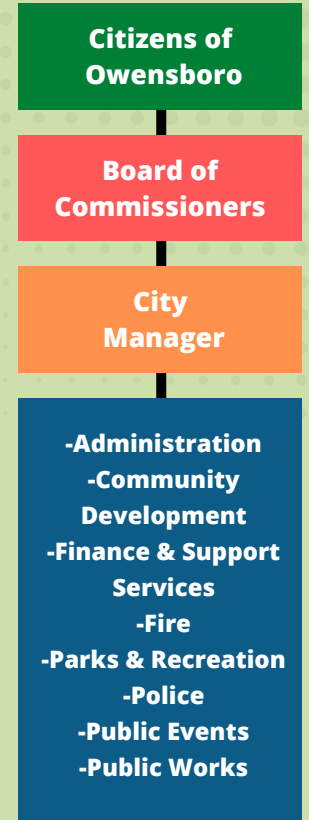 Citizens of
Owensboro
Board of
Commissioners
City
Manager
-Administration
-Community
Development
-Finance & Support
Services
-Fire
-Parks & Recreation
-Police
-Public Events
-Public Works